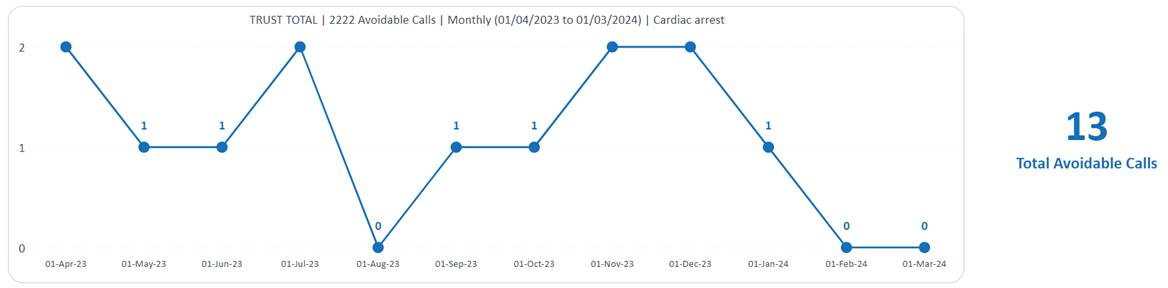 TRUST TOTAL | 2222 Avoidable Calls | Monthly (01/04/2023 to 01/03/2024) | Cardiac arrest
2
1 1 1 1 1
13
1
Total Avoidable Calls
0 0 0
0
01-Apr-23 01-May-23 01-Jun-23 01-Jul-23 01-Aug-23 01-Sep-23 01-Oct-23 01-Nov-23 01-Dec-23 01-Jan-24 01-Feb-24 01-Mar-24